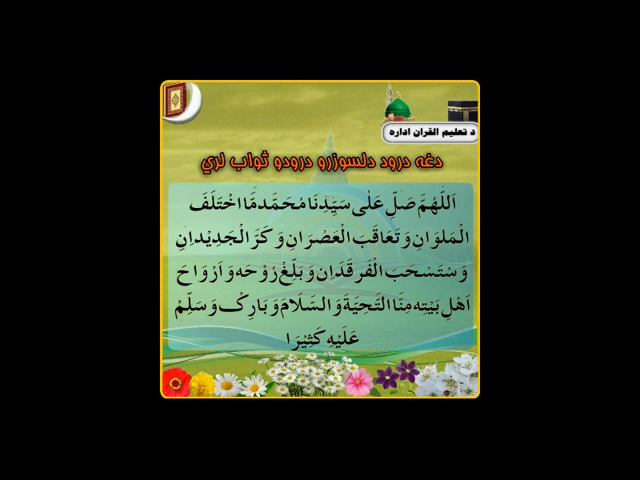 د تعلیم القرآن اداره
دغه درود دلسوزرو درودو ثواب لري
اَللّٰهُمَّ صَلِّ عَلٰى سَيِّدِنَا مُحَمَّدٍ مَّا اخْتَلَفَ
الْمَلَوَانِ وَتَعَاقَبَ الْعَصْرَانِ وَكَرَّ الْجَدِيْدَانِ
وَسْتَسْحَبَ الْفَرقَدَانِ وَبَلِّغْ رُوْحَه وَاَرْوَاحَ
اَهْلِ بَيْتِه مِنَّا التَّحِيَةَ وَالسَّلَامَ وَبَارِكْ وَسَلِّمْ
عَلَيْهِ كَثِيْرًا